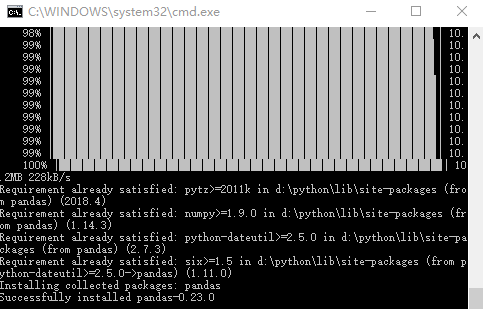 C:\WINDOWS\system32\cmd.exe
98% 10.
99% 10.
99% 10.
99% 10.
99% 10.
99% 10.
99% 10.
99% 10.
99% 10.
99% 10.
99% 10.
100% 10
.2MB 228kB/s
Requirement already satisfied: pytz>=2011k in d:\python\lib\site-packages (fro
m pandas) (2018.4)
Requirement already satisfied: numpy>=1.9.0 in d:\python\lib\site-packages (fr
om pandas) (1.14.3)
Requirement already satisfied: python-dateutil>=2.5.0 in d:\python\lib\site-pa
ckages (from pandas) (2.7.3)
Requirement already satisfied: six>=1.5 in d:\python\lib\site-packages (from p
ython-dateutil>=2.5.0->pandas) (1.11.0)
Installing collected packages: pandas
Successfully installed pandas-0.23.0